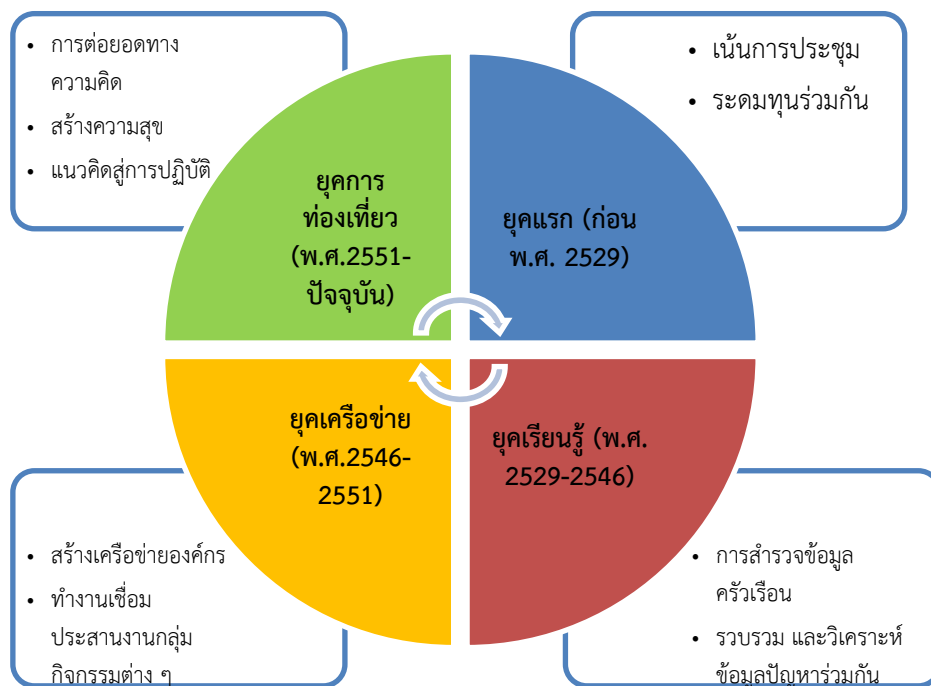 • การต่อยอดทาง
ความคิด
• สร้างความสุข
• แนวคิดสู่การปฏิบัติ
• เน้นการประชุม
• ระดมทุนร่วมกัน
ยุคการ
ท่องเที่ยว
(พ.ศ.2551-
ปัจจุบัน)
ยุคแรก (ก่อน
พ.ศ. 2529)
ยุคเครือข่าย
(พ.ศ.2546-
2551)
ยุคเรียนรู้ (พ.ศ.
2529-2546)
• สร้างเครือข่ายองค์กร
• ทำงานเชื่อม
ประสานงานกลุ่ม
กิจกรรมต่าง ๆ
• การสำรวจข้อมูล
ครัวเรือน
• รวบรวม และวิเคราะห์
ข้อมูลปัญหาร่วมกัน